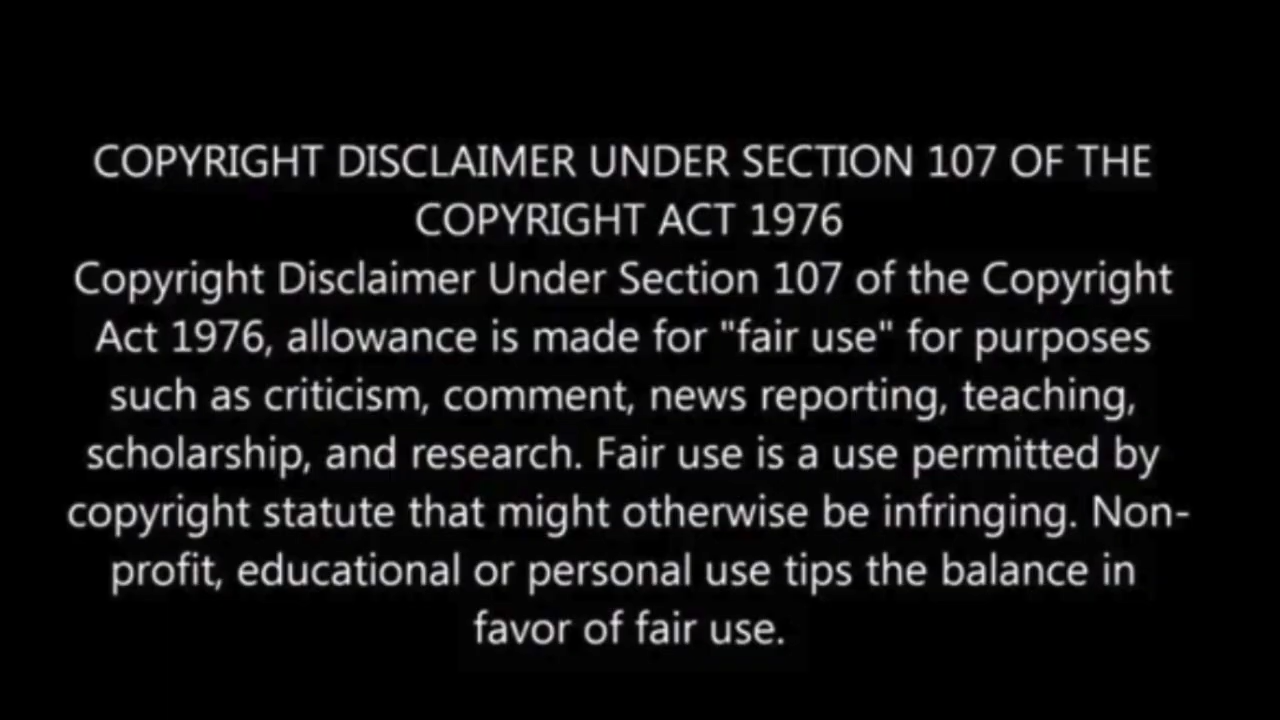 COPYRIGHT DISCLAIMER UNDER SECTION 107 OF THE
COPYRIGHT ACT 1976
Copyright Disclaimer Under Section 107 of the Copyright
Act 1976, allowance is made for "fair use" for purposes
such as criticism, comment, news reporting, teaching,
scholarship, and research. Fair use is a use permitted by
copyright statute that might otherwise be infringing. Non-
profit, educational or personal use tips the balance in
favor of fair use.